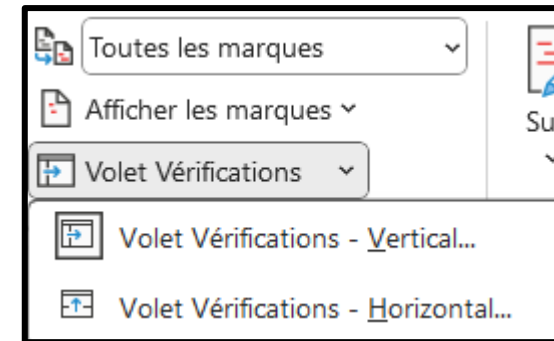 Toutes les marques
Afficher les marques
Su
Volet Vérifications
Volet Vérifications - Vertical...
Volet Vérifications - Horizontal...